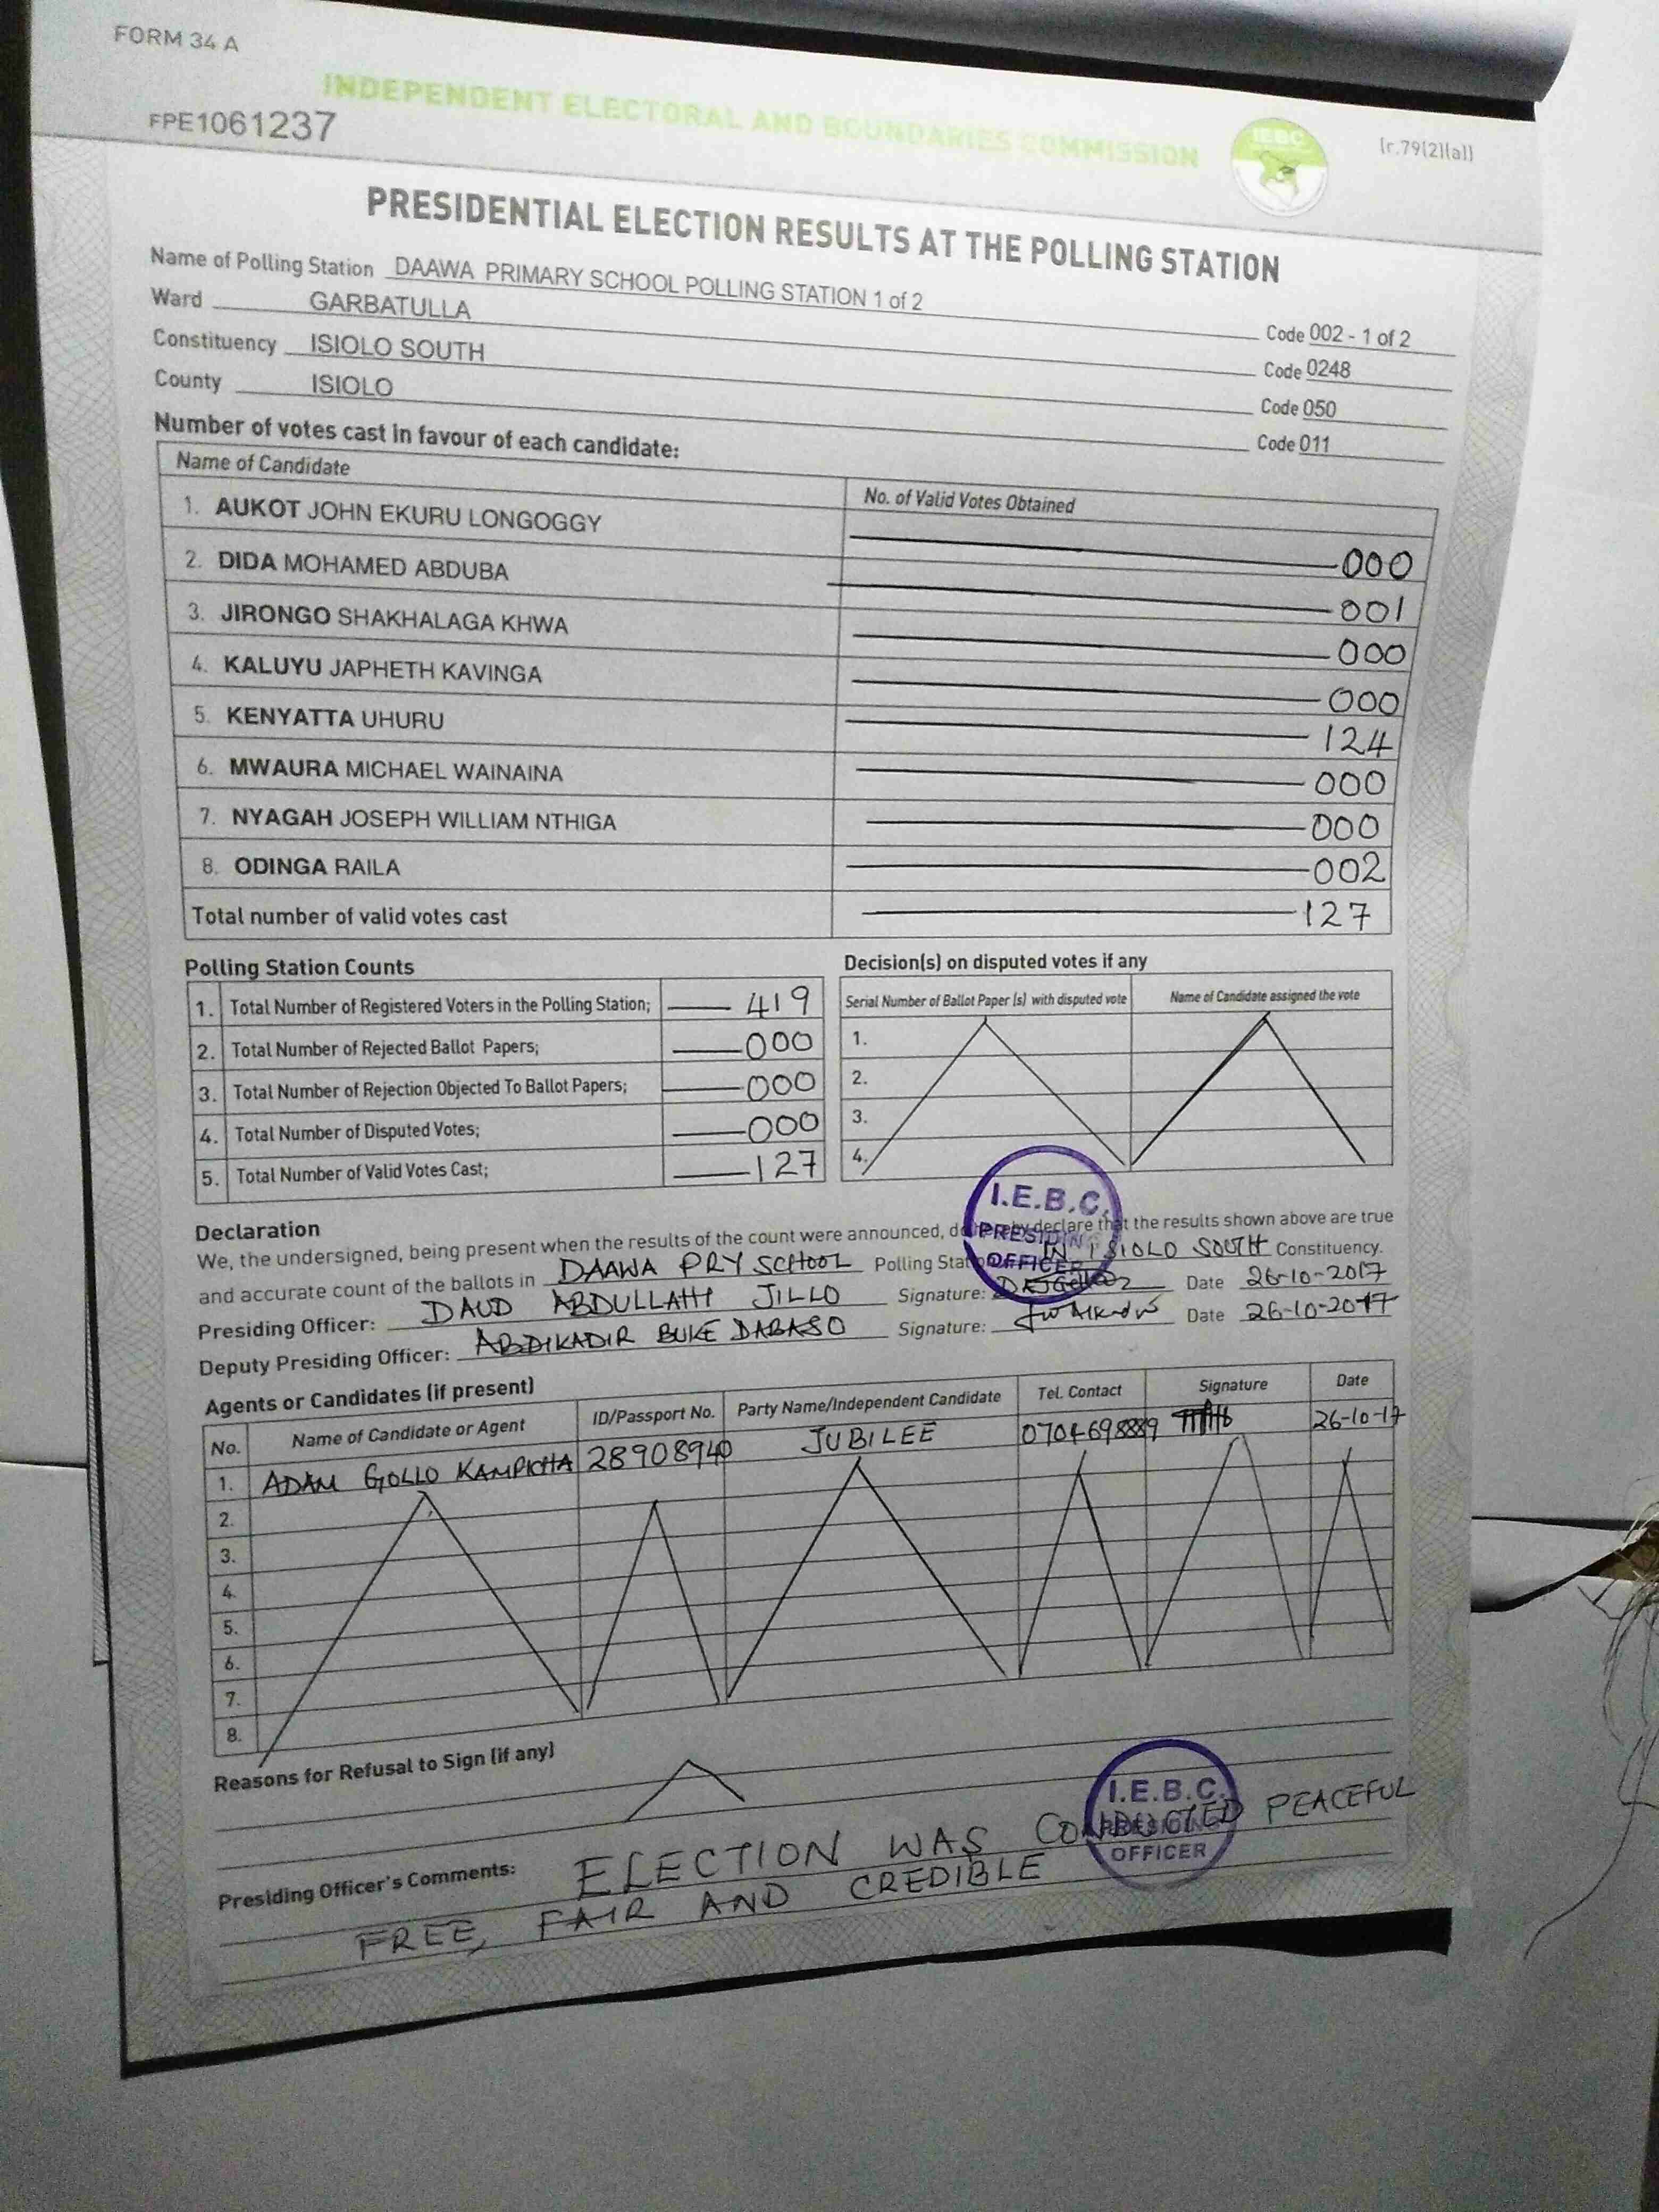 FORM 34 A
INDEPENDENT ELECTORAL AND BOUNDARIES COMMISSION
IEBC
[r.79(2)(a)]
FPE1061237
PRESIDENTIAL ELECTION RESULTS AT THE POLLING STATION
Name of Polling Station DAAWA PRIMARY SCHOOL POLLING STATION 1 of 2 Code 002 - 1 of 2
Ward GARBATULLA Code 0248
Constituency ISIOLO SOUTH Code 050
County ISIOLO Code 011
Number of votes cast in favour of each candidate:
Name of Candidate No. of Valid Votes Obtained
1. AUKOT JOHN EKURU LONGOGGY 000
2. DIDA MOHAMED ABDUBA 001
3. JIRONGO SHAKHALAGA KHWA 000
4. KALUYU JAPHETH KAVINGA 000
5. KENYATTA UHURU 124
6. MWAURA MICHAEL WAINAINA 000
7. NYAGAH JOSEPH WILLIAM NTHIGA 000
8. ODINGA RAILA 002
Total number of valid votes cast 127
Polling Station Counts
1. Total Number of Registered Voters in the Polling Station; 419
2. Total Number of Rejected Ballot Papers; 000
3. Total Number of Rejection Objected To Ballot Papers; 000
4. Total Number of Disputed Votes; 000
5. Total Number of Valid Votes Cast; 127
Decision(s) on disputed votes if any
Serial Number of Ballot Paper (s) with disputed vote Name of Candidate assigned the vote
1.
2.
3.
4.
I.E.B.C.
PRESIDING
OFFICER
Declaration
We, the undersigned, being present when the results of the count were announced, do hereby declare that the results shown above are true
and accurate count of the ballots in DAAWA PRY SCHOOL Polling Station IN ISIOLO SOUTH Constituency.
Presiding Officer: DAUD ABDULLAHI JILLO Signature: Date 26-10-2017
Deputy Presiding Officer: ABDIKADIR BUKE DABASO Signature: Date 26-10-2017
Agents or Candidates (if present)
No. Name of Candidate or Agent ID/Passport No. Party Name/Independent Candidate Tel. Contact Signature Date
1. ADAM GOLLO KAMPICHA 28908940 JUBILEE 0704698889 26-10-17
2.
3.
4.
5.
6.
7.
8.
Reasons for Refusal to Sign (if any)
I.E.B.C.
PRESIDING
OFFICER
Presiding Officer's Comments: ELECTION WAS CONDUCTED PEACEFUL
FREE, FAIR AND CREDIBLE